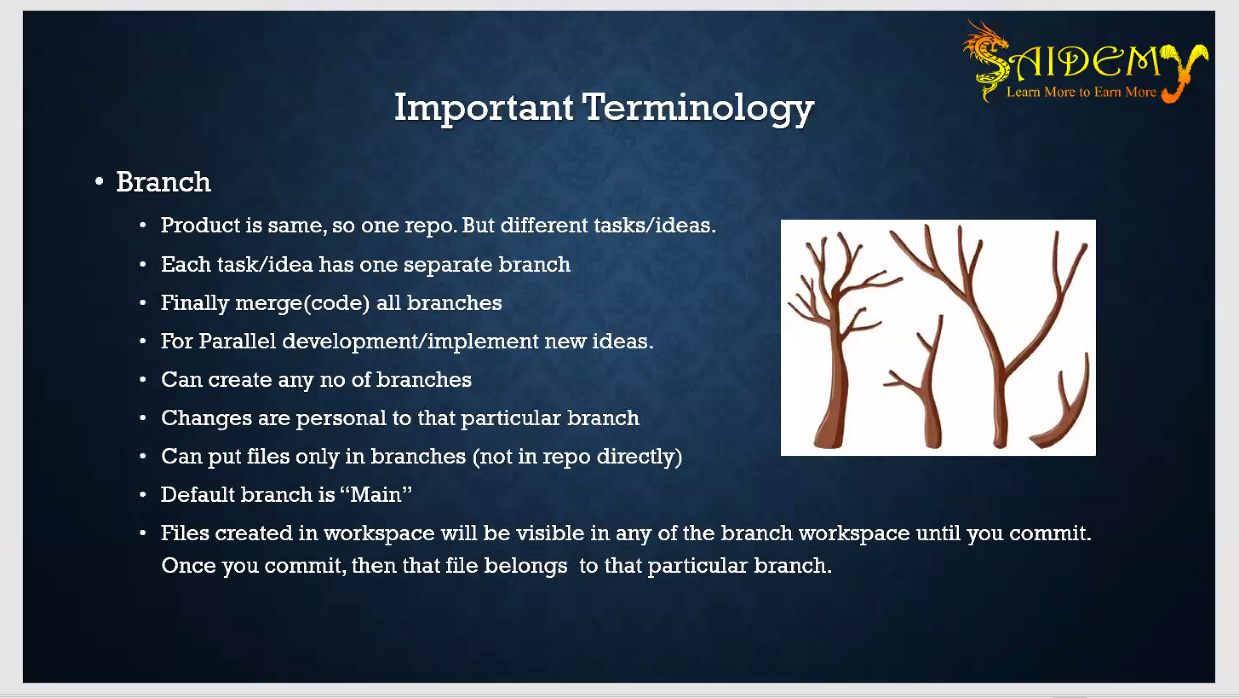 SAIDEMY
Learn More to Earn More
Important Terminology
• Branch
• Product is same, so one repo. But different tasks/ideas.
• Each task/idea has one separate branch
• Finally merge(code) all branches
• For Parallel development/implement new ideas.
• Can create any no of branches
• Changes are personal to that particular branch
• Can put files only in branches (not in repo directly)
• Default branch is “Main”
• Files created in workspace will be visible in any of the branch workspace until you commit.
Once you commit, then that file belongs to that particular branch.